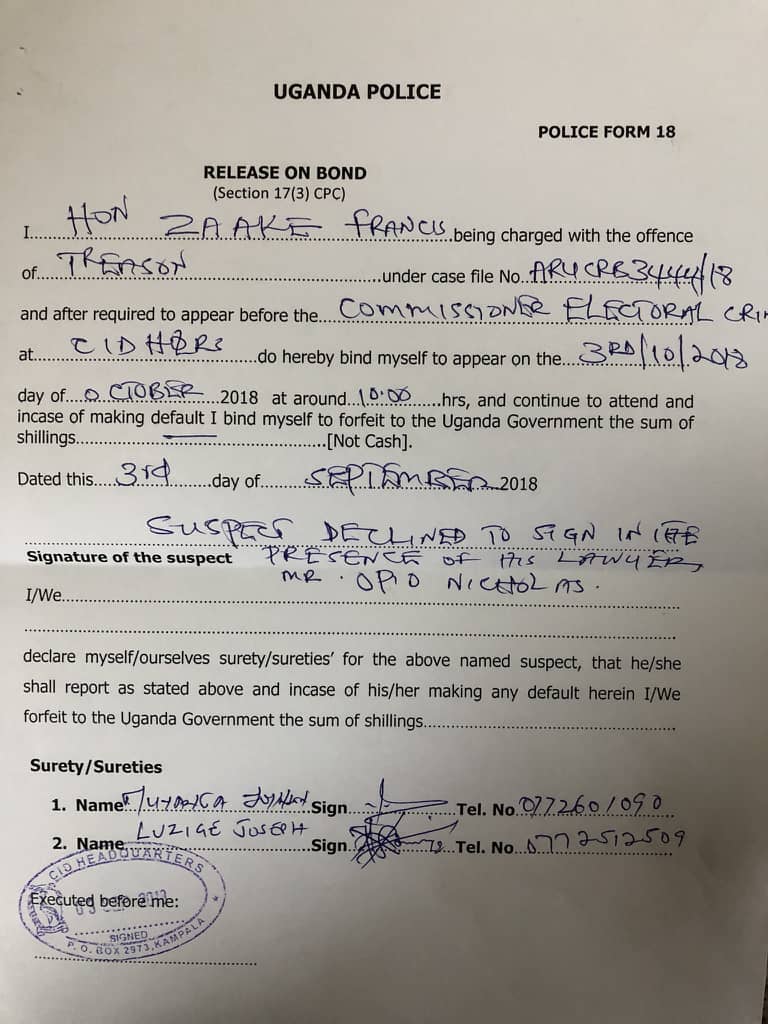 UGANDA POLICE
POLICE FORM 18
RELEASE ON BOND
(Section 17(3) CPC)
I....HON ZAAKE FRANCIS.being charged with the offence
of...TREASON...under case file No..ARUCRB3444/18
and after required to appear before the...COMMISSIONER ELECTORAL CRI
at...CID HQRS...do hereby bind myself to appear on the...3RD/10/2018
day of...OCTOBER...2018 at around..10:00...hrs, and continue to attend and
incase of making default I bind myself to forfeit to the Uganda Government the sum of
shillings...—...[Not Cash].
Dated this....3rd....day of....SEPTEMBER...2018
SUSPECT DECLINED TO SIGN IN THE
Signature of the suspect PRESENCE OF HIS LAWYER,
MR. OPIO NICHOLAS.
I/We...
declare myself/ourselves surety/sureties' for the above named suspect, that he/she
shall report as stated above and incase of his/her making any default herein I/We
forfeit to the Uganda Government the sum of shillings...
Surety/Sureties
1. Name...Sign...Tel. No 0772601090
2. Name LUZIGE JOSEPH Sign...Tel. No...0772512509
CID HEADQUARTERS
Executed before me:
SIGNED
P.O. BOX 2973, KAMPALA